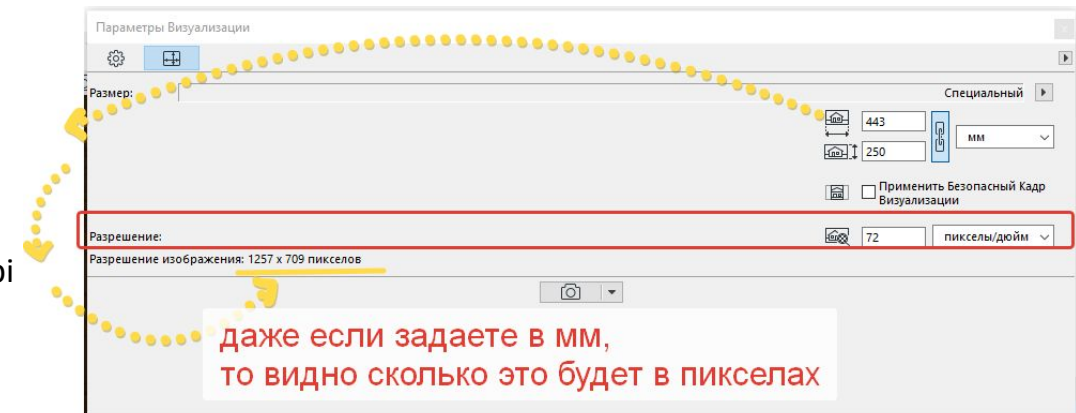 Параметры Визуализации
Размер:
Специальный
443
мм
250
Применить Безопасный Кадр
Визуализации
Разрешение:
72
пикселы/дюйм
Разрешение изображения: 1257 x 709 пикселов
даже если задаете в мм,
то видно сколько это будет в пикселах